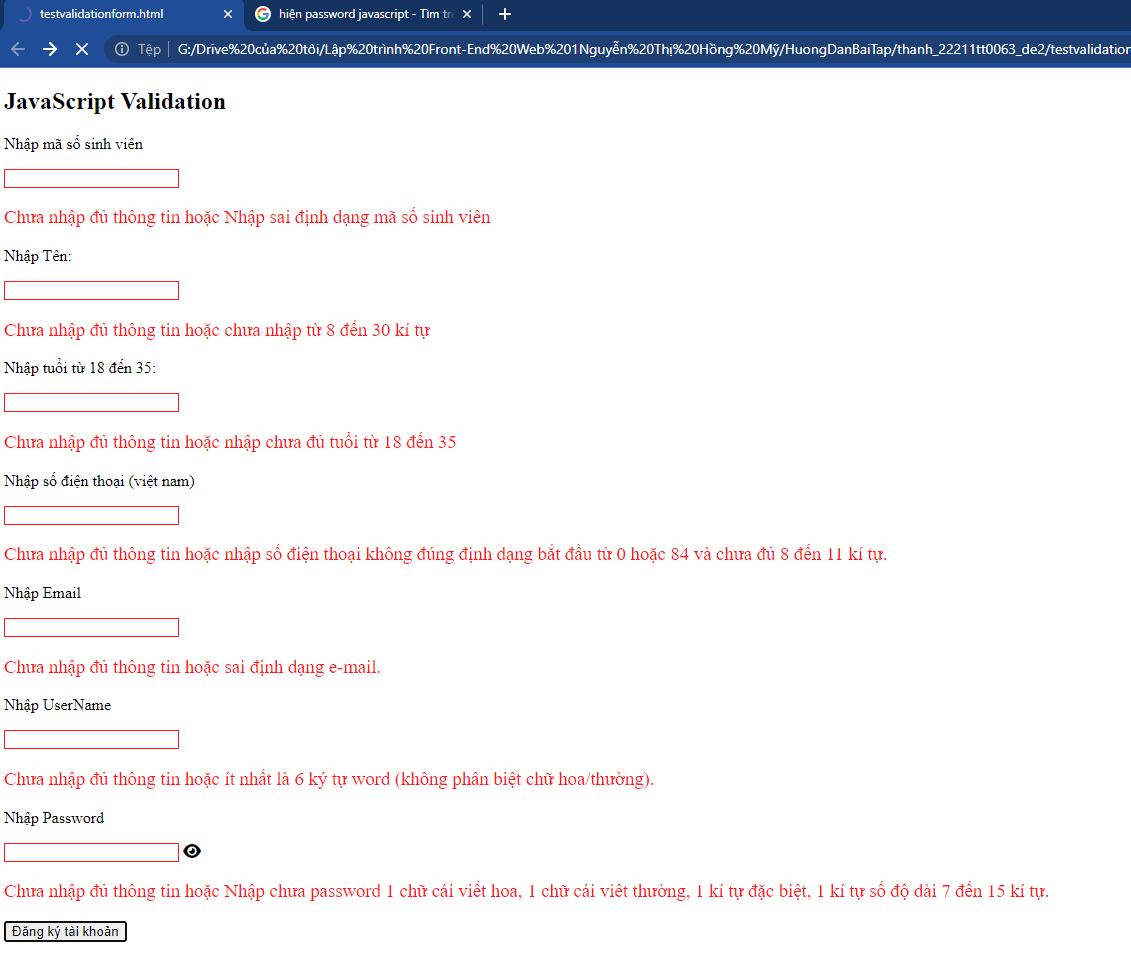 testvalidationform.html
hiện password javascript - Tìm tr
Tệp G:/Drive%20của%20tôi/Lập%20trình%20Front-End%20Web%201Nguyễn%20Thị%20Hồng%20Mỹ/HuongDanBaiTap/thanh_22211tt0063_de2/testvalidation
JavaScript Validation
Nhập mã số sinh viên
Chưa nhập đủ thông tin hoặc Nhập sai định dạng mã số sinh viên
Nhập Tên:
Chưa nhập đủ thông tin hoặc chưa nhập từ 8 đến 30 kí tự
Nhập tuổi từ 18 đến 35:
Chưa nhập đủ thông tin hoặc nhập chưa đủ tuổi từ 18 đến 35
Nhập số điện thoại (việt nam)
Chưa nhập đủ thông tin hoặc nhập số điện thoại không đúng định dạng bắt đầu từ 0 hoặc 84 và chưa đủ 8 đến 11 kí tự.
Nhập Email
Chưa nhập đủ thông tin hoặc sai định dạng e-mail.
Nhập UserName
Chưa nhập đủ thông tin hoặc ít nhất là 6 ký tự word (không phân biệt chữ hoa/thường).
Nhập Password
Chưa nhập đủ thông tin hoặc Nhập chưa password 1 chữ cái viết hoa, 1 chữ cái viêt thường, 1 kí tự đặc biệt, 1 kí tự số độ dài 7 đến 15 kí tự.
Đăng ký tài khoản